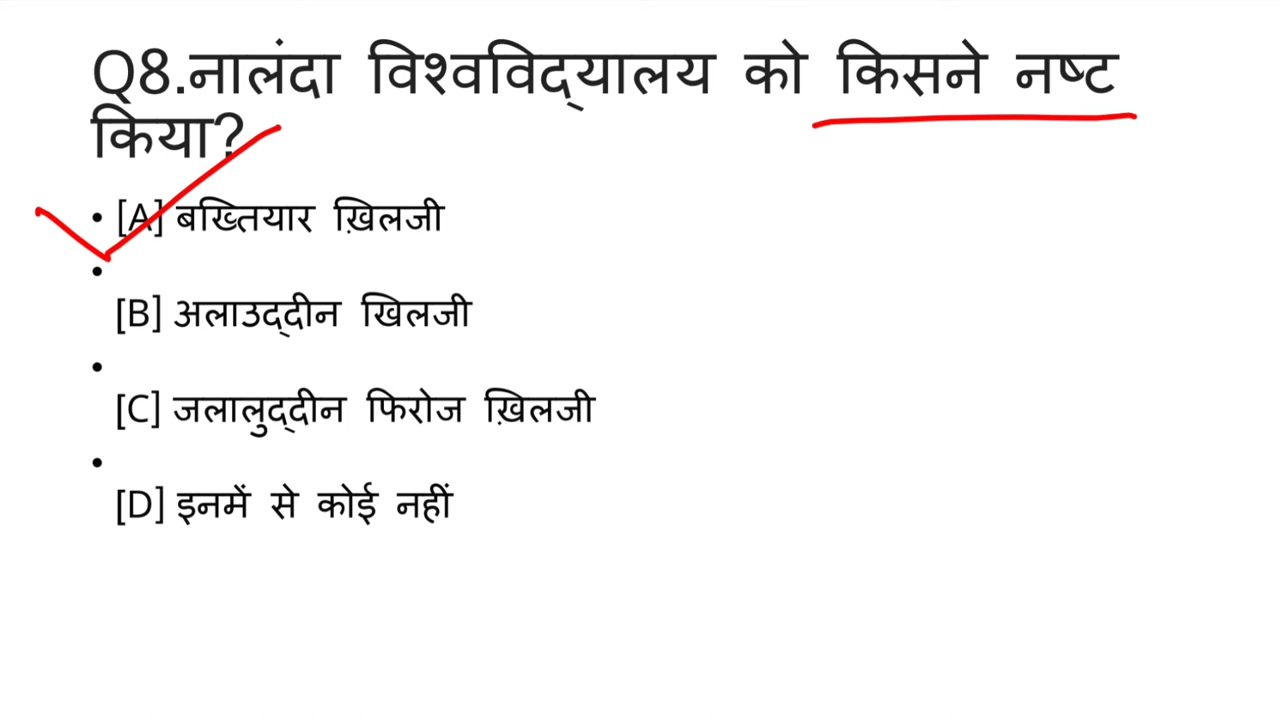 Q8.नालंदा विश्वविद्यालय को किसने नष्ट
किया?
• [A] बख्तियार ख़िलजी
•
[B] अलाउद्दीन खिलजी
•
[C] जलालुद्दीन फिरोज ख़िलजी
•
[D] इनमें से कोई नहीं